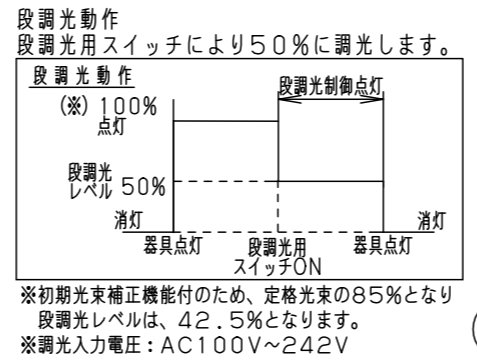 段調光動作
段調光用スイッチにより50%に調光します。
段調光動作
(※)100%
点灯
段調光制御点灯
段調光
レベル 50%
消灯
消灯
器具点灯
段調光用
スイッチON
器具点灯
※初期光束補正機能付のため、定格光束の85%となり
段調光レベルは、42.5%となります。
※調光入力電圧:AC100V~242V